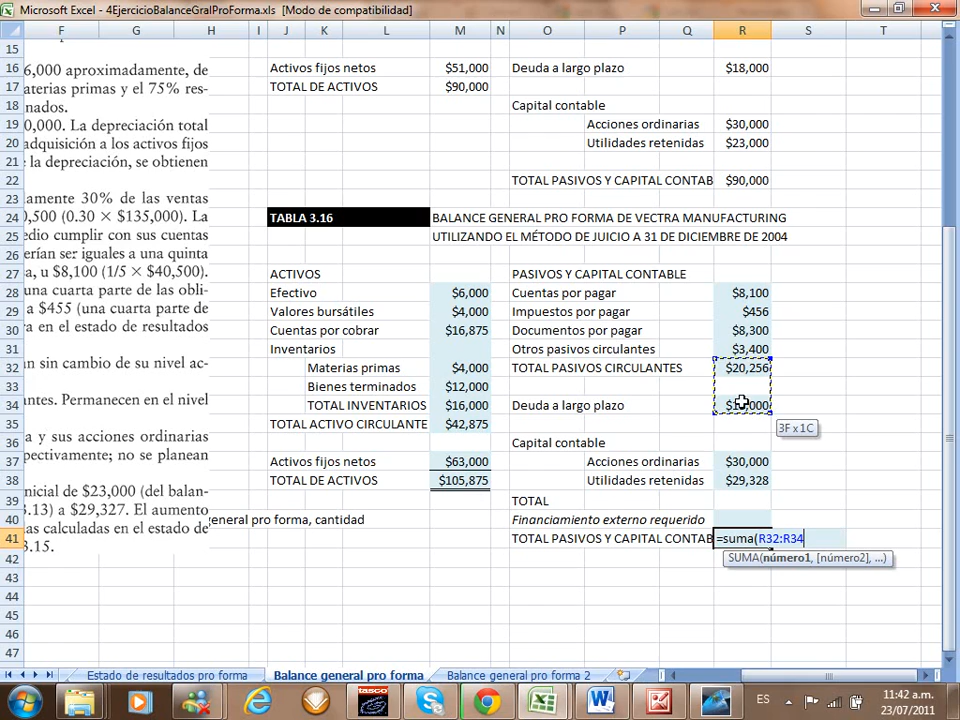 Microsoft Excel - 4EjercicioBalanceGralProForma.xls [Modo de compatibilidad]
F G H I J K L M N O P Q R S T
15
16 6,000 aproximadamente, de Activos fijos netos $51,000 Deuda a largo plazo $18,000
17 aterias primas y el 75% res- TOTAL DE ACTIVOS $90,000
18 nados. Capital contable
19 0,000. La depreciación total Acciones ordinarias $30,000
20 adquisición a los activos fijos Utilidades retenidas $23,000
21 e la depreciación, se obtienen
22 TOTAL PASIVOS Y CAPITAL CONTAB $90,000
23 amente 30% de las ventas
24 0,500 (0.30 × $135,000). La TABLA 3.16 BALANCE GENERAL PRO FORMA DE VECTRA MANUFACTURING
25 edio cumplir con sus cuentas UTILIZANDO EL MÉTODO DE JUICIO A 31 DE DICIEMBRE DE 2004
26 erían ser iguales a una quinta
27 a, u $8,100 (1/5 × $40,500). ACTIVOS PASIVOS Y CAPITAL CONTABLE
28 una cuarta parte de las obli- Efectivo $6,000 Cuentas por pagar $8,100
29 a $455 (una cuarta parte de Valores bursátiles $4,000 Impuestos por pagar $456
30 ra en el estado de resultados Cuentas por cobrar $16,875 Documentos por pagar $8,300
31 Inventarios Otros pasivos circulantes $3,400
32 an sin cambio de su nivel ac- Materias primas $4,000 TOTAL PASIVOS CIRCULANTES $20,256
33 Bienes terminados $12,000
34 antes. Permanecen en el nivel TOTAL INVENTARIOS $16,000 Deuda a largo plazo
35 TOTAL ACTIVO CIRCULANTE $42,875 3F x 1C
36 a y sus acciones ordinarias Capital contable
37 pectivamente; no se planean Activos fijos netos $63,000 Acciones ordinarias $30,000
38 TOTAL DE ACTIVOS $105,875 Utilidades retenidas $29,328
39 nicial de $23,000 (del balan- TOTAL
40 3.13) a $29,327. El aumento general pro forma, cantidad Financiamiento externo requerido
41 as calculadas en el estado de TOTAL PASIVOS Y CAPITAL CONTAB =suma(R32:R34
42 3.15. SUMA(número1, [número2], ...)
43
44
45
46
47
Estado de resultados pro forma Balance general pro forma Balance general pro forma 2
tasco ES 11:42 a.m.
23/07/2011